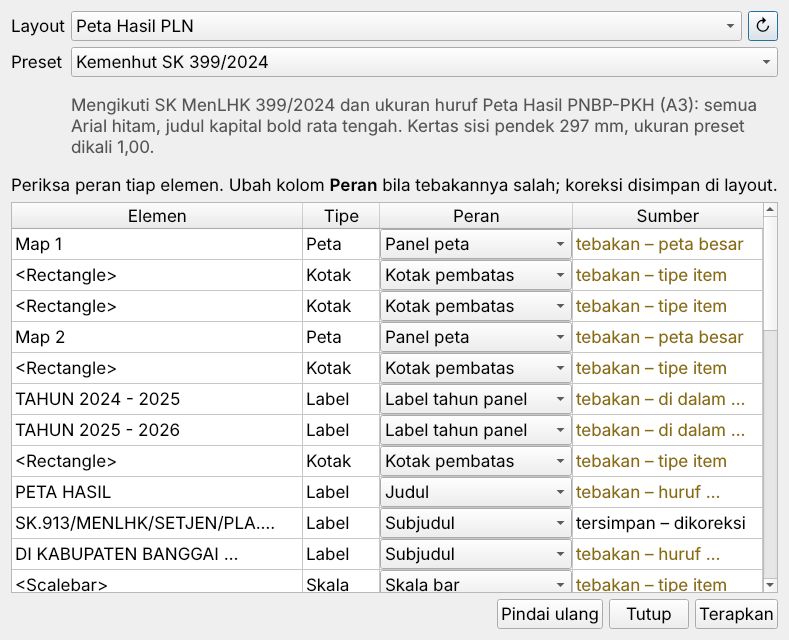 Layout Peta Hasil PLN
Preset Kemenhut SK 399/2024
Mengikuti SK MenLHK 399/2024 dan ukuran huruf Peta Hasil PNBP-PKH (A3): semua
Arial hitam, judul kapital bold rata tengah. Kertas sisi pendek 297 mm, ukuran preset
dikali 1,00.
Periksa peran tiap elemen. Ubah kolom Peran bila tebakannya salah; koreksi disimpan di layout.
Elemen Tipe Peran Sumber
Map 1 Peta Panel peta tebakan – peta besar
<Rectangle> Kotak Kotak pembatas tebakan – tipe item
<Rectangle> Kotak Kotak pembatas tebakan – tipe item
Map 2 Peta Panel peta tebakan – peta besar
<Rectangle> Kotak Kotak pembatas tebakan – tipe item
TAHUN 2024 - 2025 Label Label tahun panel tebakan – di dalam ...
TAHUN 2025 - 2026 Label Label tahun panel tebakan – di dalam ...
<Rectangle> Kotak Kotak pembatas tebakan – tipe item
PETA HASIL Label Judul tebakan – huruf ...
SK.913/MENLHK/SETJEN/PLA.... Label Subjudul tersimpan – dikoreksi
DI KABUPATEN BANGGAI ... Label Subjudul tebakan – huruf ...
<Scalebar> Skala Skala bar tebakan – tipe item
Pindai ulang Tutup Terapkan